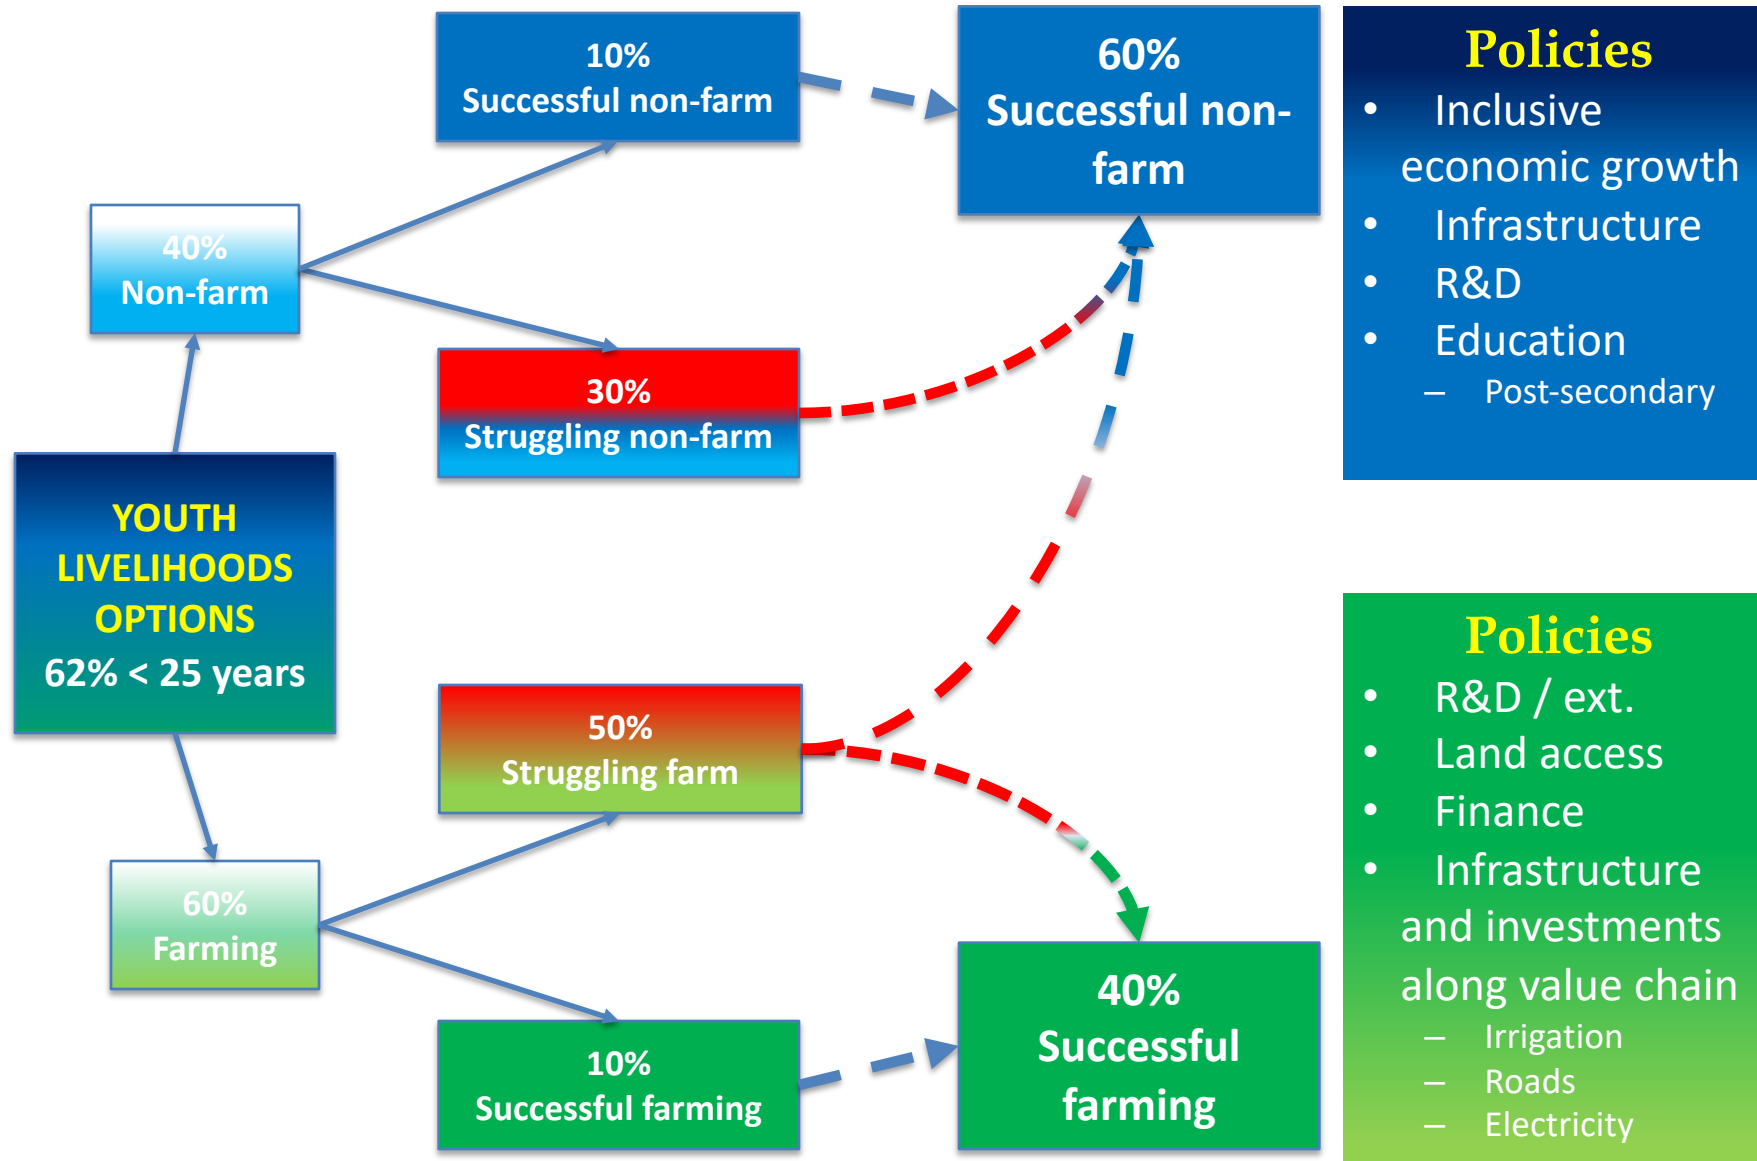 10%
Successful non-farm
60%
Successful non-
farm
40%
Non-farm
30%
Struggling non-farm
YOUTH
LIVELIHOODS
OPTIONS
62% < 25 years
50%
Struggling farm
60%
Farming
10%
Successful farming
40%
Successful
farming
Policies
• Inclusive
economic growth
• Infrastructure
• R&D
• Education
– Post-secondary
Policies
• R&D / ext.
• Land access
• Finance
• Infrastructure
and investments
along value chain
– Irrigation
– Roads
– Electricity